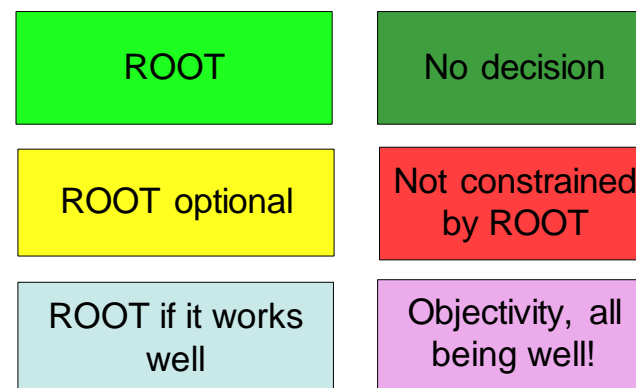 ROOT
No decision
ROOT optional
Not constrained
by ROOT
ROOT if it works
well
Objectivity, all
being well!